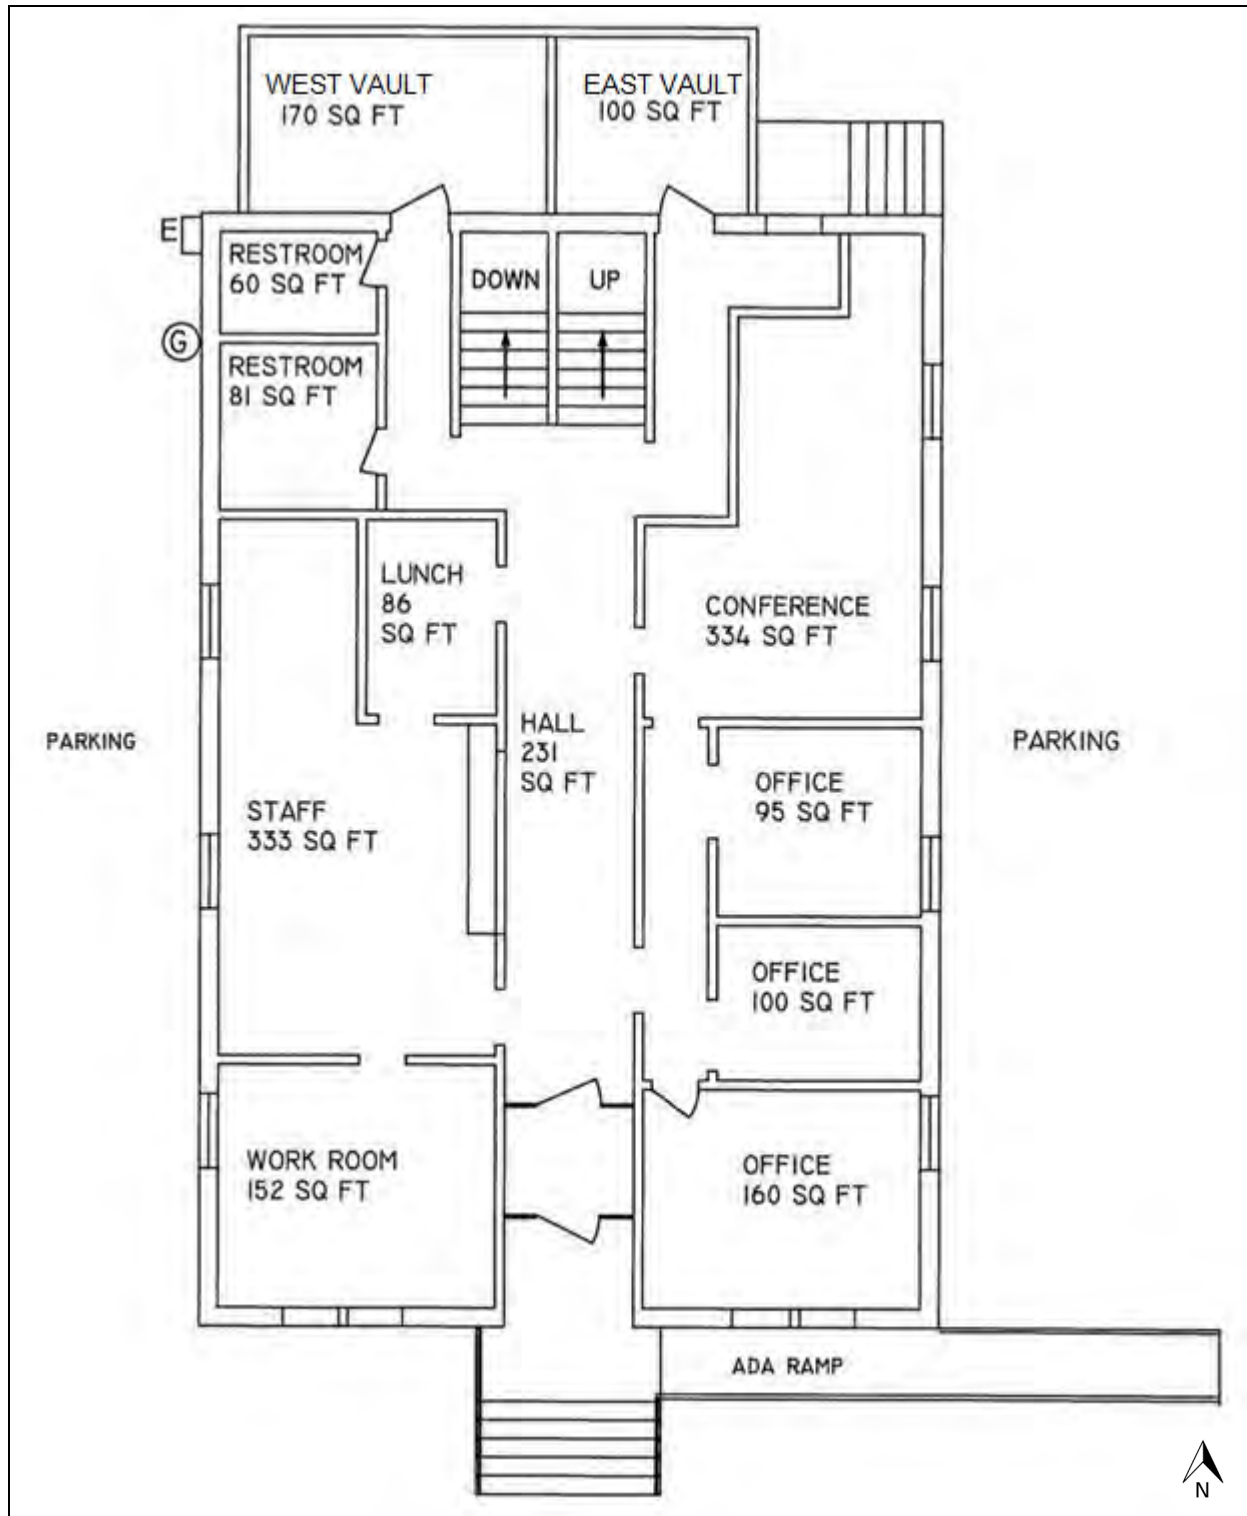 WEST VAULT
170 SQ FT
EAST VAULT
100 SQ FT
E
RESTROOM
60 SQ FT
DOWN
UP
G
RESTROOM
81 SQ FT
LUNCH
86
SQ FT
CONFERENCE
334 SQ FT
PARKING
HALL
231
SQ FT
PARKING
OFFICE
95 SQ FT
STAFF
333 SQ FT
OFFICE
100 SQ FT
WORK ROOM
152 SQ FT
OFFICE
160 SQ FT
ADA RAMP
N